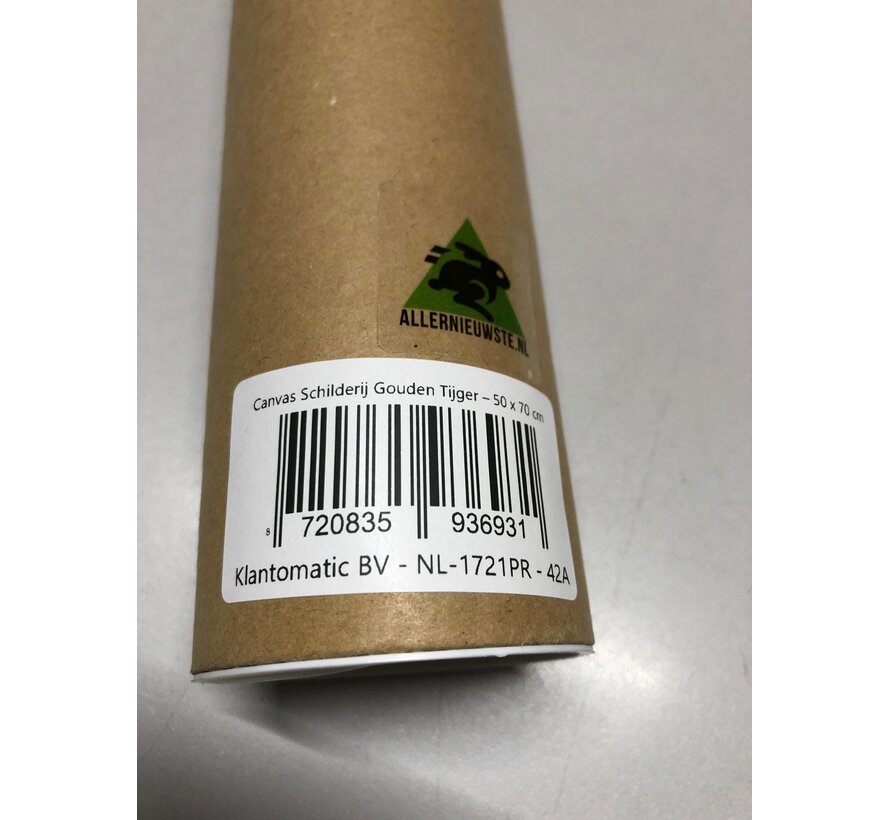 ALLERNIEUWSTE.NL
Canvas Schilderij Gouden Tijger – 50 x 70 cm
8 720835 936931
Klantomatic BV - NL-1721PR - 42A